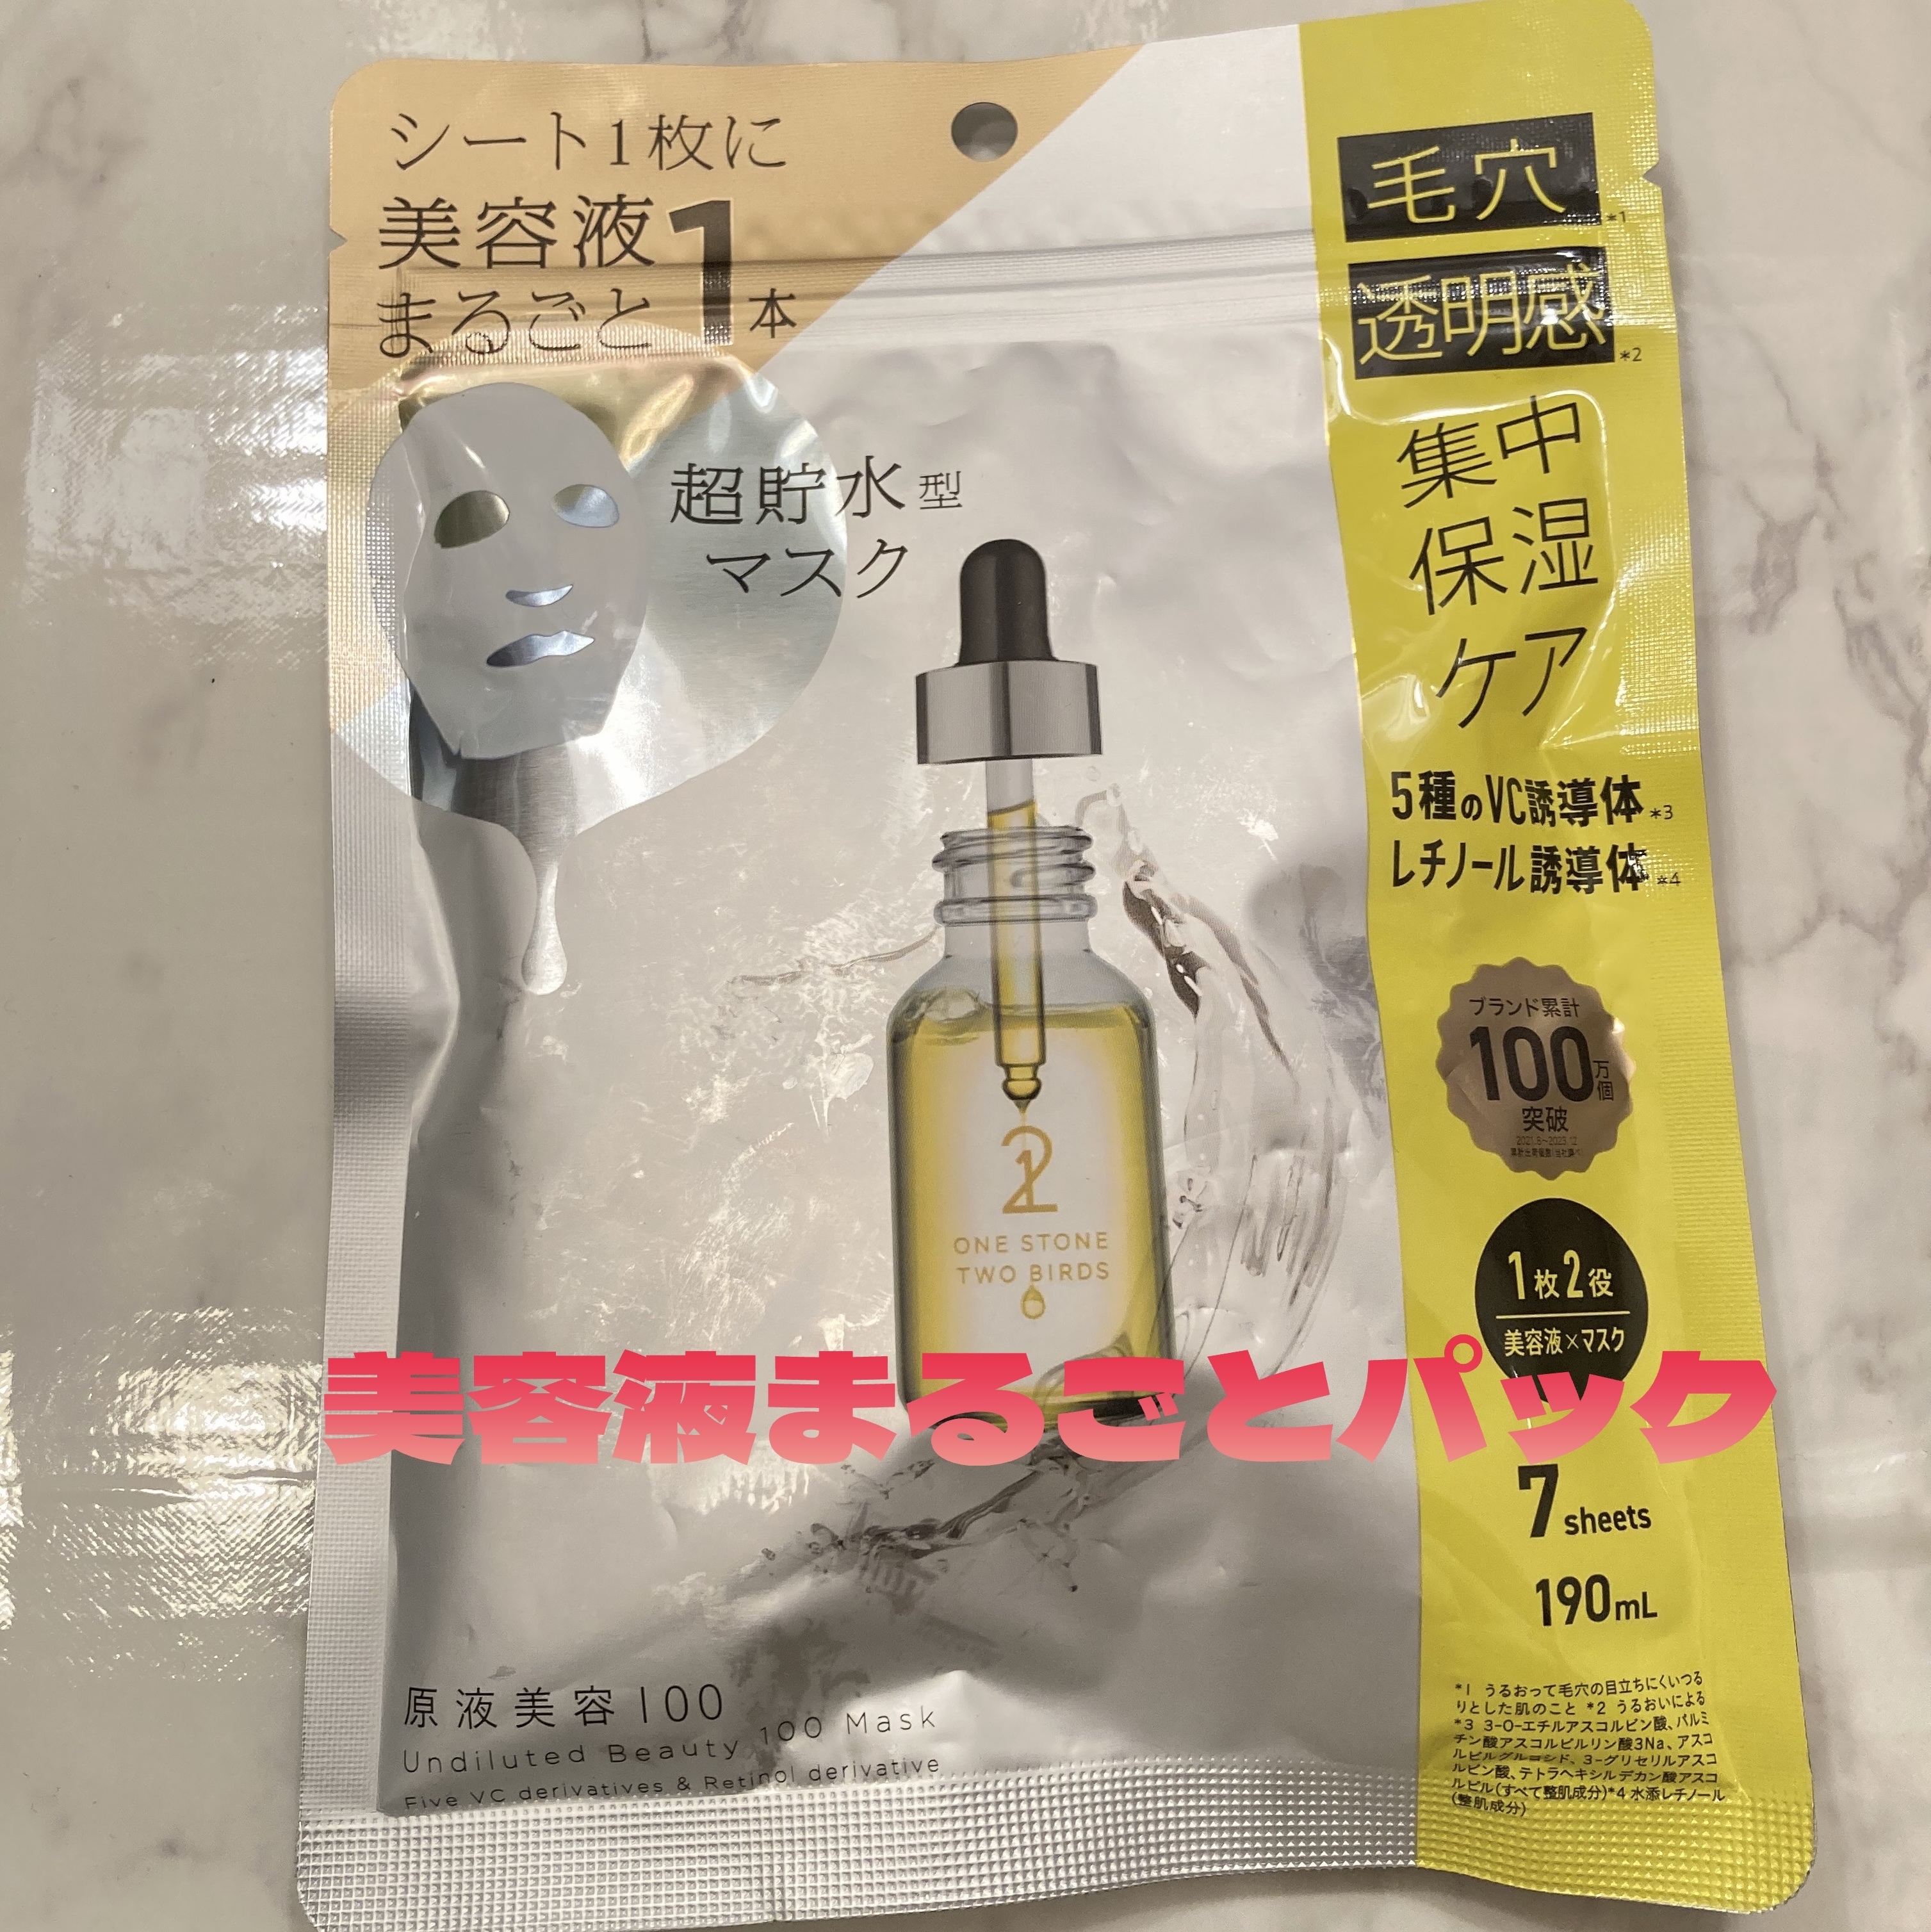 シート1枚に
美容液
まるごと1本
超貯水型
マスク
毛穴*1
透明感*2
集中
保湿
ケア
5種のVC誘導体*3
レチノール誘導体*4
ブランド累計
100万個
突破
1枚2役
美容液×マスク
21
ONE STONE
TWO BIRDS
美容液まるごとパック
7 sheets
190mL
原液美容100
Undiluted Beauty 100 Mask
Five VC derivatives & Retinol derivative
*1 うるおって毛穴の目立ちにくいつる
りとした肌のこと *2 うるおいによる
*3 3-O-エチルアスコルビン酸、パルミ
チン酸アスコルビルリン酸3Na、アスコ
ルビルグルコシド、3-グリセリルアスコ
ルビン酸、テトラヘキシルデカン酸アスコ
ルビル(すべて整肌成分)*4 水添レチノール
(整肌成分)